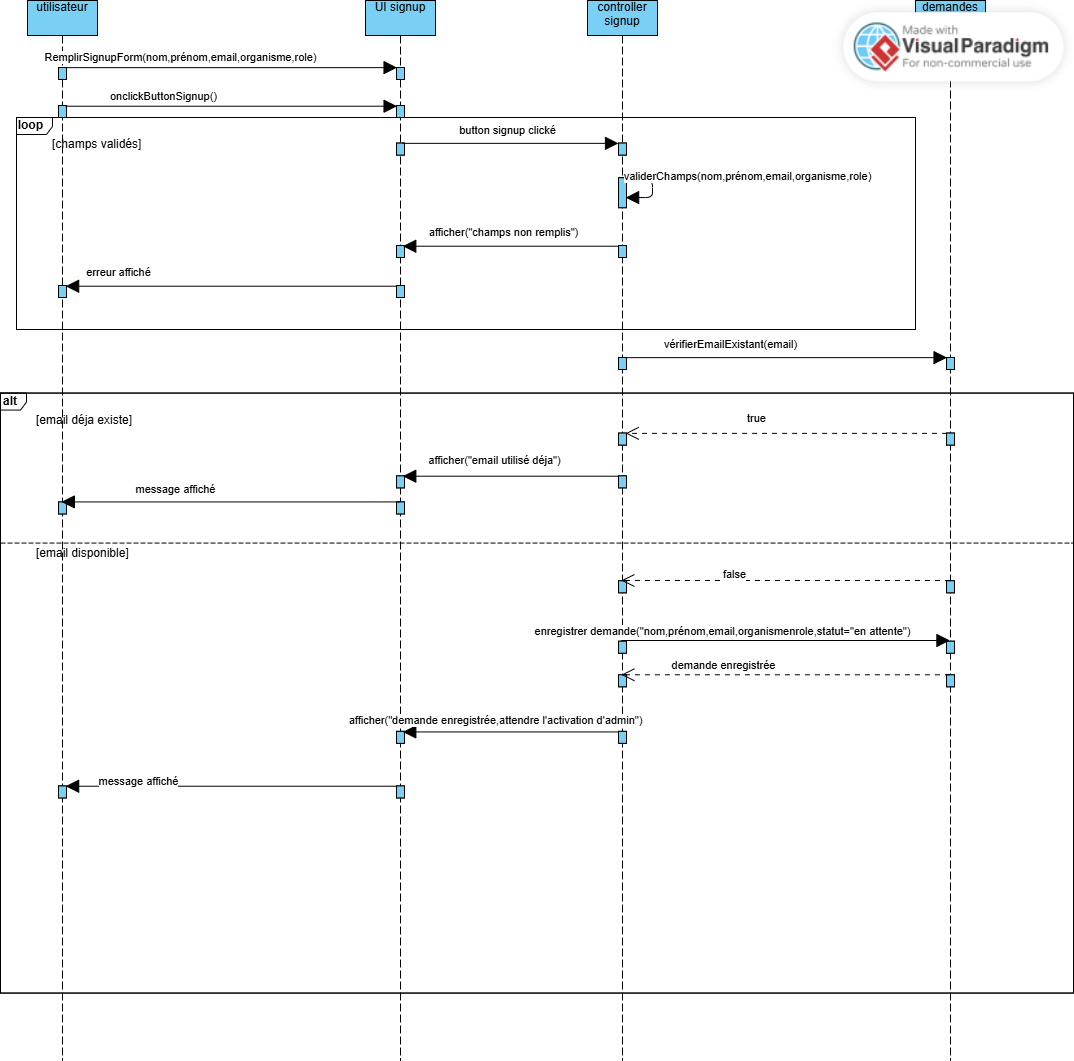 utilisateur
UI signup
controller
signup
demandes
Made with
Visual Paradigm
For non-commercial use
RemplirSignupForm(nom,prénom,email,organisme,role)
onclickButtonSignup()
loop
[champs validés]
button signup clické
validerChamps(nom,prénom,email,organisme,role)
afficher("champs non remplis")
erreur affiché
vérifierEmailExistant(email)
alt
[email déja existe]
true
afficher("email utilisé déja")
message affiché
[email disponible]
false
enregistrer demande("nom,prénom,email,organismenrole,statut="en attente")
demande enregistrée
afficher("demande enregistrée,attendre l'activation d'admin")
message affiché